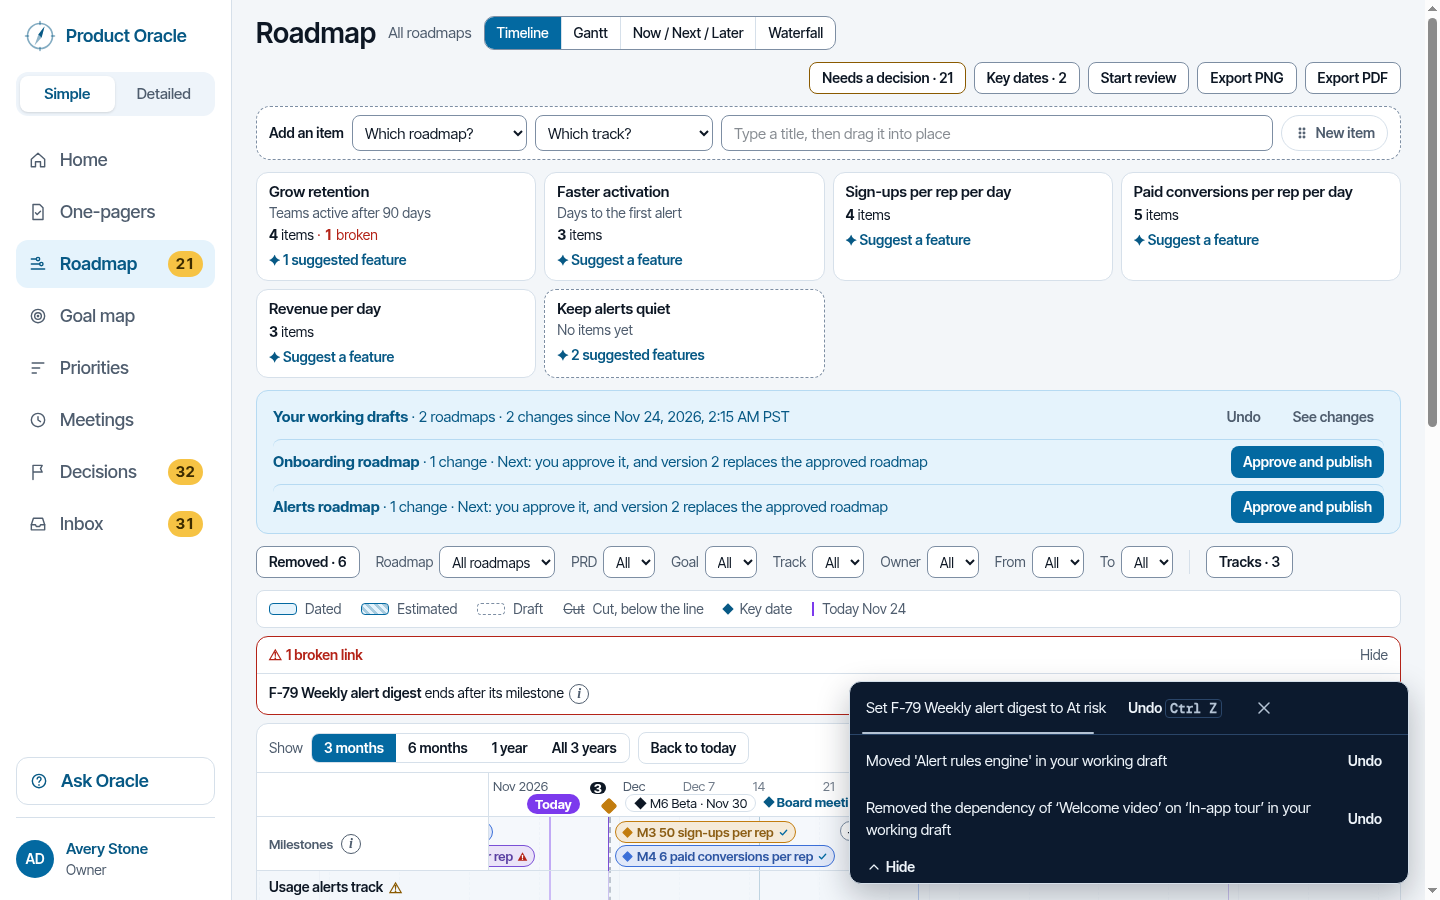 Product Oracle
Simple
Detailed
Home
One-pagers
Roadmap
21
Goal map
Priorities
Meetings
Decisions
32
Inbox
31
Ask Oracle
AD
Avery Stone
Owner
Roadmap
All roadmaps
Timeline
Gantt
Now / Next / Later
Waterfall
Needs a decision · 21
Key dates · 2
Start review
Export PNG
Export PDF
Add an item
Which roadmap?
Which track?
Type a title, then drag it into place
New item
Grow retention
Teams active after 90 days
4 items · 1 broken
1 suggested feature
Faster activation
Days to the first alert
3 items
Suggest a feature
Sign-ups per rep per day
4 items
Suggest a feature
Paid conversions per rep per day
5 items
Suggest a feature
Revenue per day
3 items
Suggest a feature
Keep alerts quiet
No items yet
2 suggested features
Your working drafts · 2 roadmaps · 2 changes since Nov 24, 2026, 2:15 AM PST
Undo
See changes
Onboarding roadmap · 1 change · Next: you approve it, and version 2 replaces the approved roadmap
Approve and publish
Alerts roadmap · 1 change · Next: you approve it, and version 2 replaces the approved roadmap
Approve and publish
Removed · 6
Roadmap
All roadmaps
PRD
All
Goal
All
Track
All
Owner
All
From
All
To
All
Tracks · 3
Dated
Estimated
Draft
Cut
Cut, below the line
Key date
Today Nov 24
1 broken link
Hide
F-79 Weekly alert digest ends after its milestone
i
Show
3 months
6 months
1 year
All 3 years
Back to today
Nov 2026
3
Dec
Dec 7
14
21
Today
M6 Beta · Nov 30
Board meeti
Milestones
i
M3 50 sign-ups per rep
rep
M4 6 paid conversions per rep
Usage alerts track
Set F-79 Weekly alert digest to At risk
Undo
Ctrl Z
Moved 'Alert rules engine' in your working draft
Undo
Removed the dependency of ‘Welcome video’ on ‘In-app tour’ in your
working draft
Undo
Hide